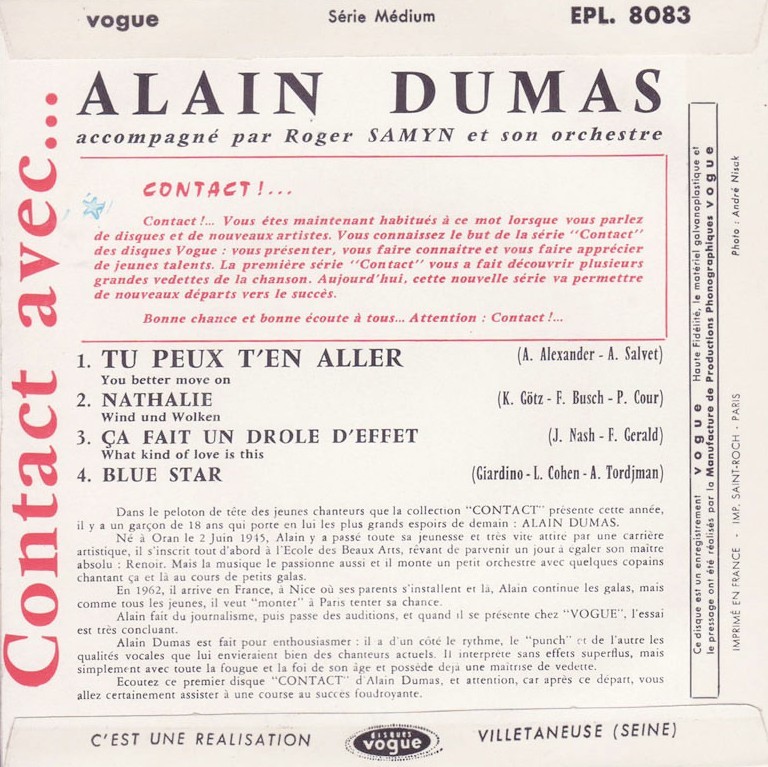 vogue
Série Médium
EPL. 8083
Contact avec...
ALAIN DUMAS
accompagné par Roger SAMYN et son orchestre
CONTACT !...
Contact !... Vous êtes maintenant habitués à ce mot lorsque vous parlez
de disques et de nouveaux artistes. Vous connaissez le but de la série "Contact"
des disques Vogue : vous présenter, vous faire connaître et vous faire apprécier
de jeunes talents. La première série "Contact" vous a fait découvrir plusieurs
grandes vedettes de la chanson. Aujourd'hui, cette nouvelle série va permettre
de nouveaux départs vers le succès.
Bonne chance et bonne écoute à tous... Attention : Contact !...
1. TU PEUX T'EN ALLER (A. Alexander - A. Salvet)
You better move on
2. NATHALIE (K. Götz - F. Busch - P. Cour)
Wind und Wolken
3. ÇA FAIT UN DROLE D'EFFET (J. Nash - F. Gerald)
What kind of love is this
4. BLUE STAR (Giardino - L. Cohen - A. Tordjman)
Dans le peloton de tête des jeunes chanteurs que la collection "CONTACT" présente cette année,
il y a un garçon de 18 ans qui porte en lui les plus grands espoirs de demain : ALAIN DUMAS.
Né à Oran le 2 Juin 1945, Alain y a passé toute sa jeunesse et très vite attiré par une carrière
artistique, il s'inscrit tout d'abord à l'Ecole des Beaux Arts, rêvant de parvenir un jour à égaler son maître
absolu : Renoir. Mais la musique le passionne aussi et il monte un petit orchestre avec quelques copains
chantant ça et là au cours de petits galas.
En 1962, il arrive en France, à Nice où ses parents s'installent et là, Alain continue les galas, mais
comme tous les jeunes, il veut "monter" à Paris tenter sa chance.
Alain fait du journalisme, puis passe des auditions, et quand il se présente chez "VOGUE", l'essai
est très concluant.
Alain Dumas est fait pour enthousiasmer : il a d'un côté le rythme, le "punch" et de l'autre les
qualités vocales que lui envieraient bien des chanteurs actuels. Il interprète sans effets superflus, mais
simplement avec toute la fougue et la foi de son âge et possède déjà une maîtrise de vedette.
Ecoutez ce premier disque "CONTACT" d'Alain Dumas, et attention, car après ce départ, vous
allez certainement assister à une course au succès foudroyante.
Ce disque est un enregistrement vogue Haute Fidélité, le matériel galvanoplastique et
le pressage ont été réalisés par la Manufacture de Productions Phonographiques vogue
IMPRIMÉ EN FRANCE - IMP. SAINT-ROCH - PARIS
Photo : André Nisak
C'EST UNE REALISATION
DISQUES
vogue
VILLETANEUSE (SEINE)